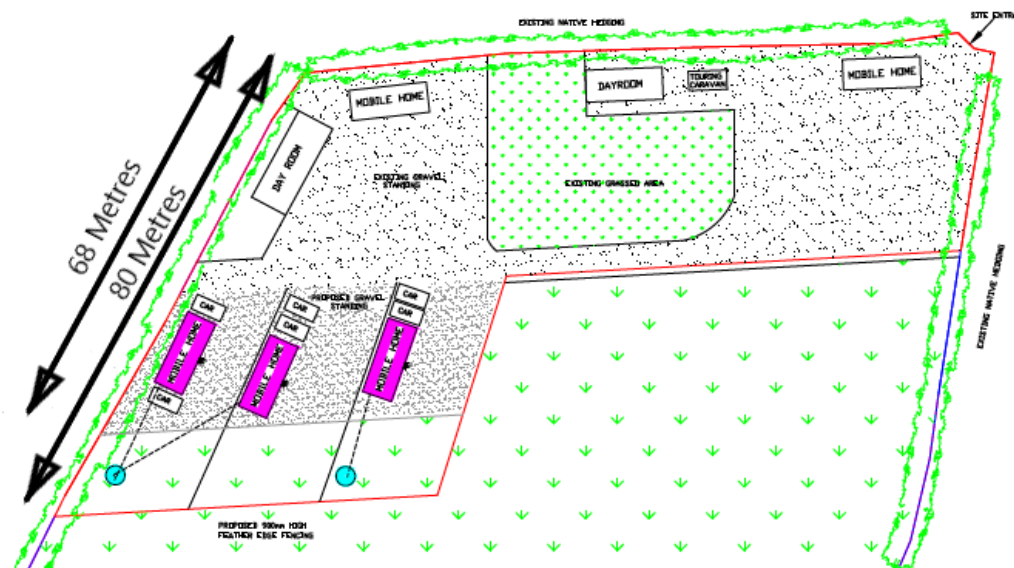 EXISTING NATIVE HEDGING
SITE
MOBILE HOME
DAYROOM
TOURING
CARAVAN
MOBILE HOME
68 Metres
80 Metres
DAY ROOM
EXISTING GRAVEL
STANDING
EXISTING GRASSED AREA
EXISTING NATIVE HEDGING
PROPOSED GRAVEL
STANDING
CAR
CAR
CAR
CAR
CAR
MOBILE HOME
MOBILE HOME
MOBILE HOME
CAR
PROPOSED 900mm HIGH
FEATHER EDGE FENCING